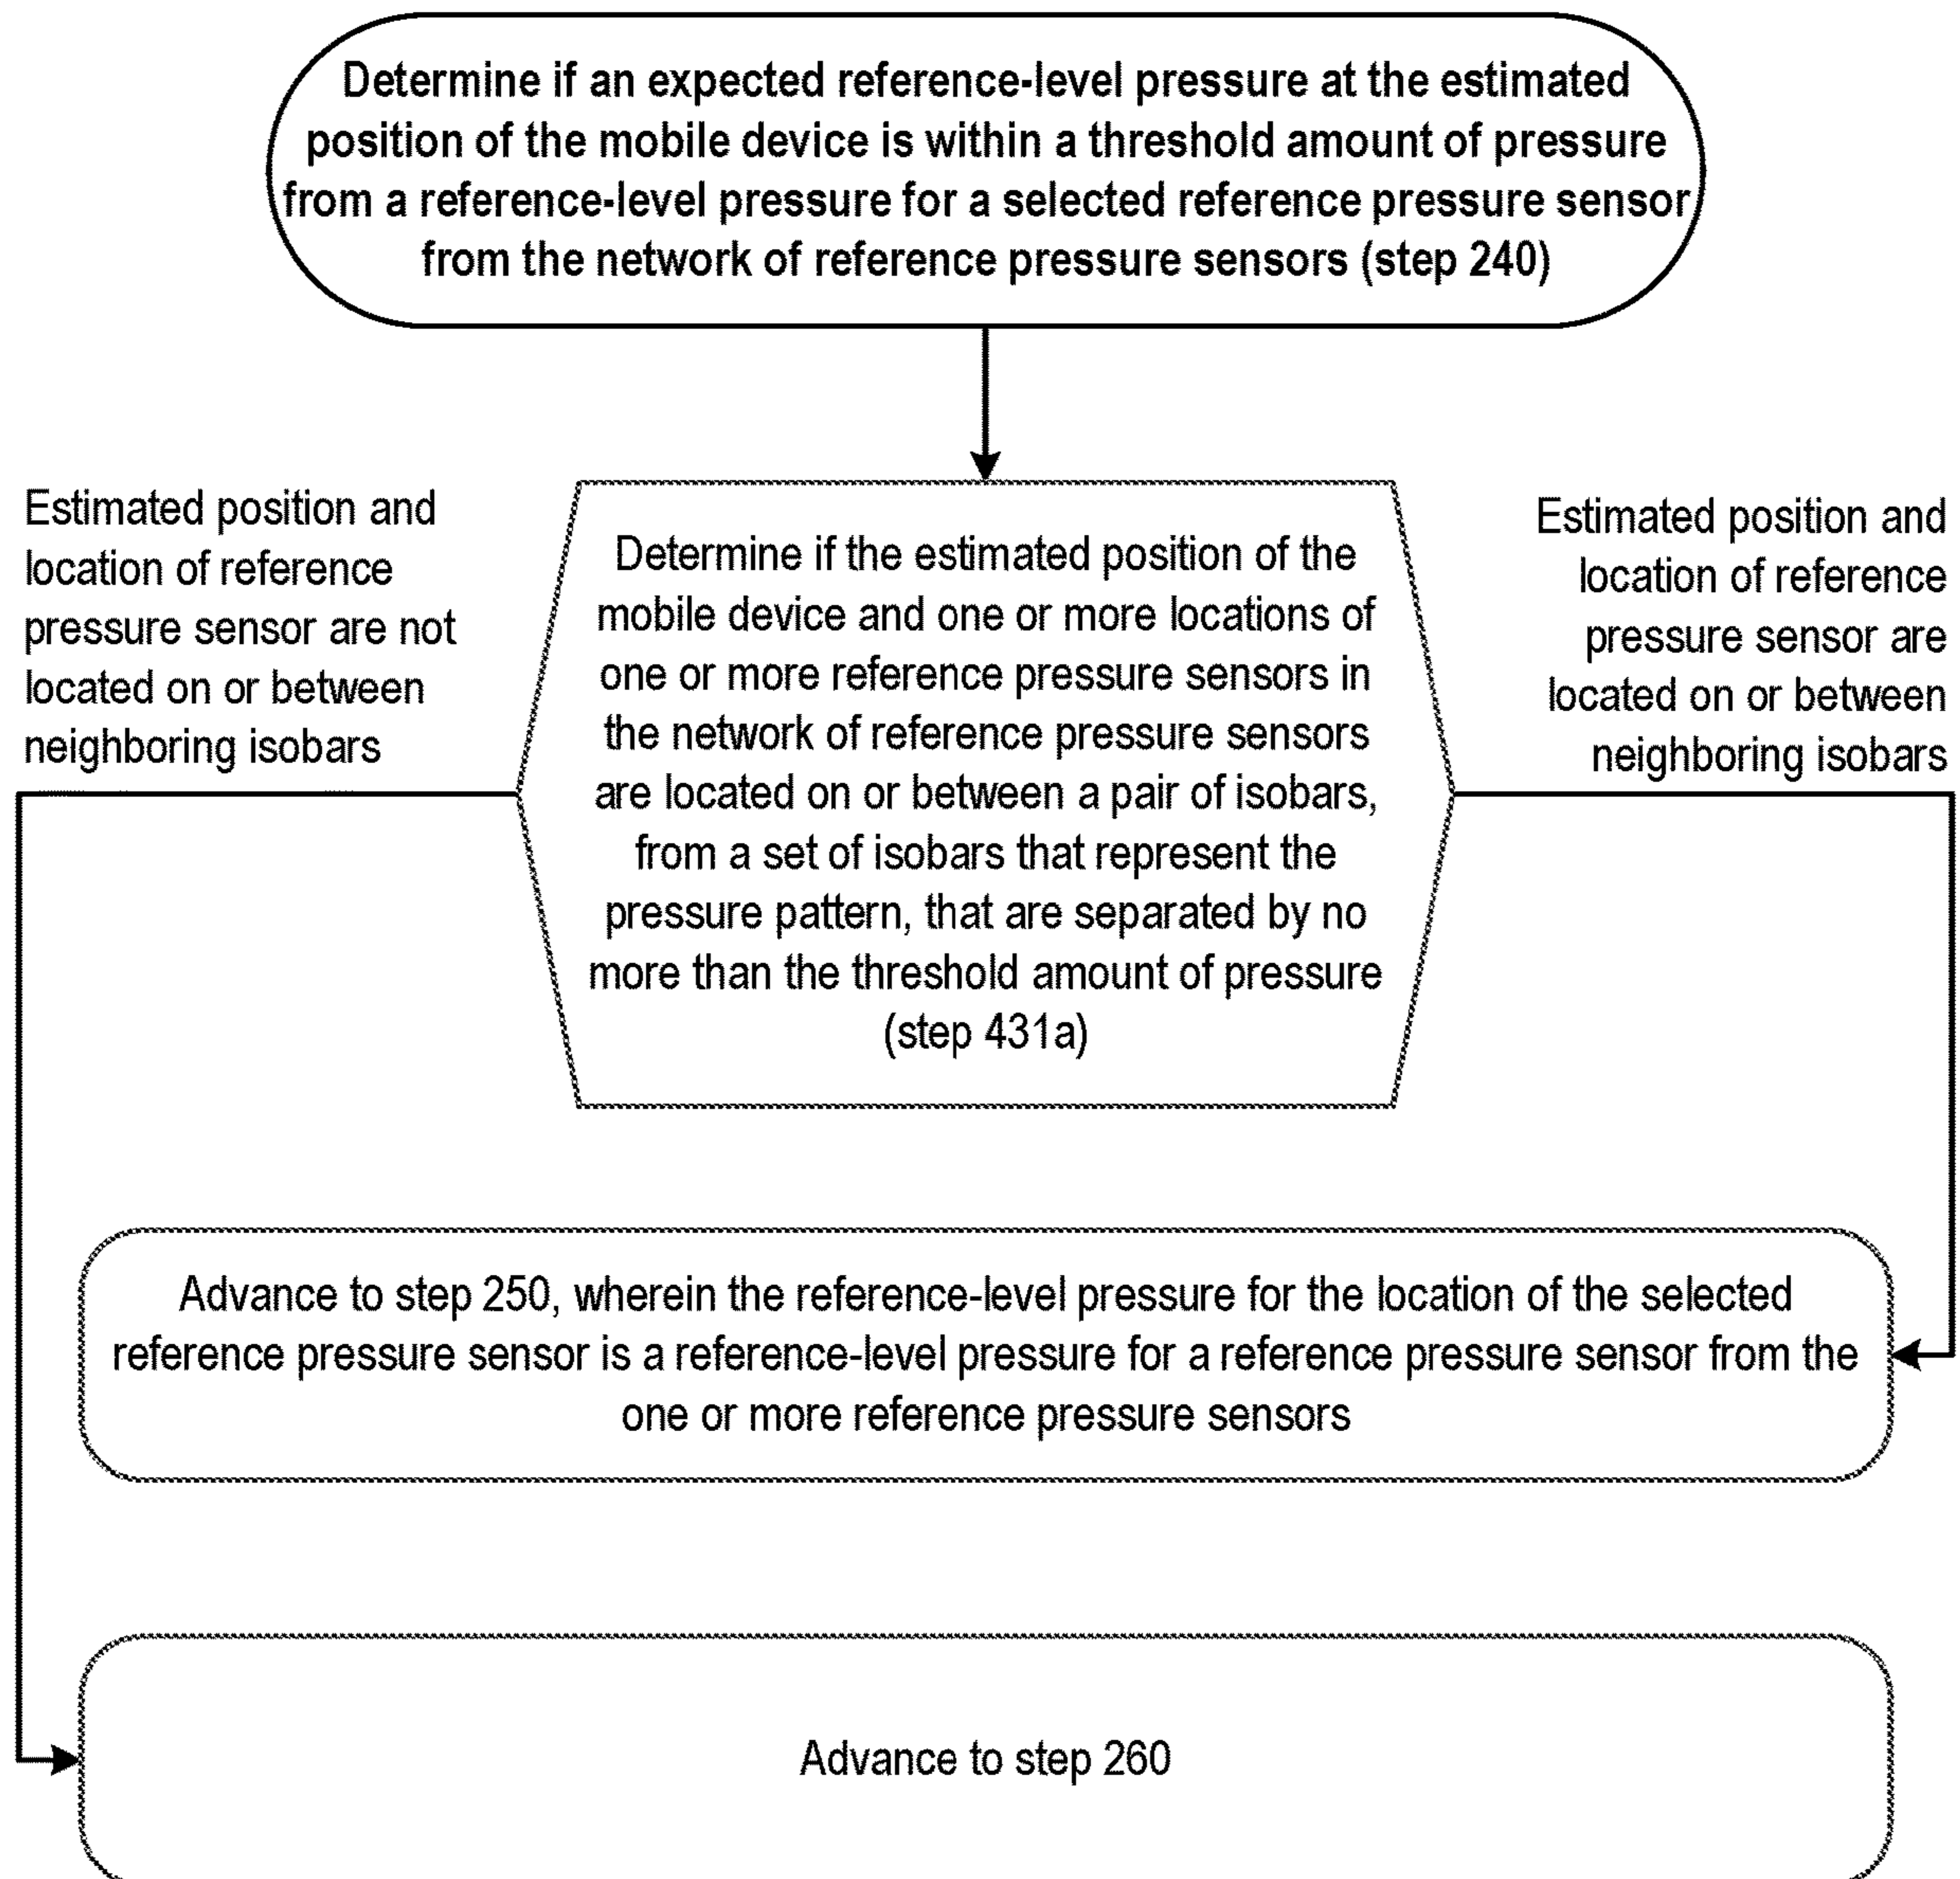 Determine if an expected reference-level pressure at the estimated
position of the mobile device is within a threshold amount of pressure
from a reference-level pressure for a selected reference pressure sensor
from the network of reference pressure sensors (step 240)
Estimated position and
location of reference
pressure sensor are not
located on or between
neighboring isobars
Determine if the estimated position of the
mobile device and one or more locations of
one or more reference pressure sensors in
the network of reference pressure sensors
are located on or between a pair of isobars,
from a set of isobars that represent the
pressure pattern, that are separated by no
more than the threshold amount of pressure
(step 431a)
Estimated position and
location of reference
pressure sensor are
located on or between
neighboring isobars
Advance to step 250, wherein the reference-level pressure for the location of the selected
reference pressure sensor is a reference-level pressure for a reference pressure sensor from the
one or more reference pressure sensors
Advance to step 260